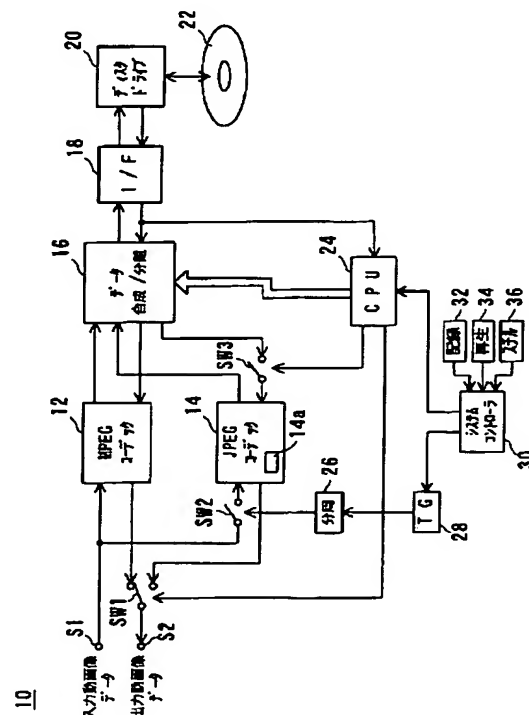 10
S1
入力動画像
データ
出力動画像
データ
S2
SW1
12
MPEG
コーデック
14
JPEG
コーデック
14a
SW2
SW3
16
データ
合成/分離
18
I/F
20
ディスク
ドライブ
22
24
CPU
26
分周
28
TG
30
システム
コントローラ
32
記録
34
再生
36
スチル